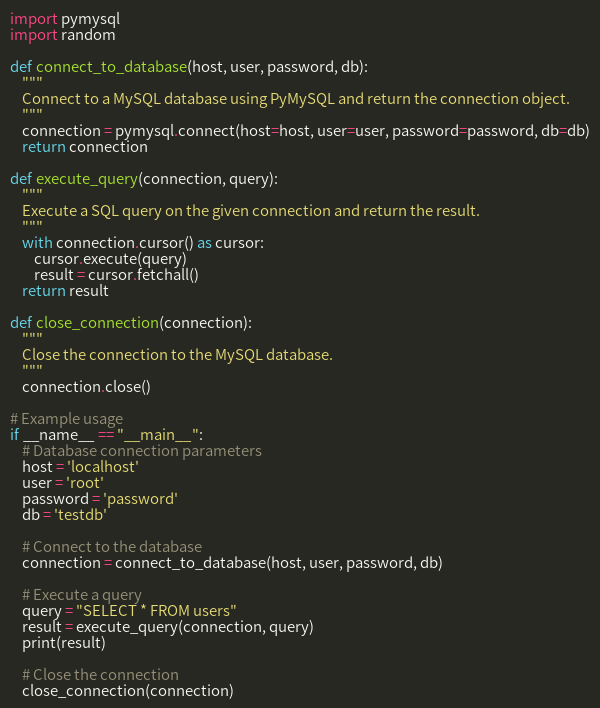 import pymysql
import random

def connect_to_database(host, user, password, db):
    """
    Connect to a MySQL database using PyMySQL and return the connection object.
    """
    connection = pymysql.connect(host=host, user=user, password=password, db=db)
    return connection

def execute_query(connection, query):
    """
    Execute a SQL query on the given connection and return the result.
    """
    with connection.cursor() as cursor:
        cursor.execute(query)
        result = cursor.fetchall()
    return result

def close_connection(connection):
    """
    Close the connection to the MySQL database.
    """
    connection.close()

# Example usage
if __name__ == "__main__":
    # Database connection parameters
    host = 'localhost'
    user = 'root'
    password = 'password'
    db = 'testdb'

    # Connect to the database
    connection = connect_to_database(host, user, password, db)

    # Execute a query
    query = "SELECT * FROM users"
    result = execute_query(connection, query)
    print(result)

    # Close the connection
    close_connection(connection)